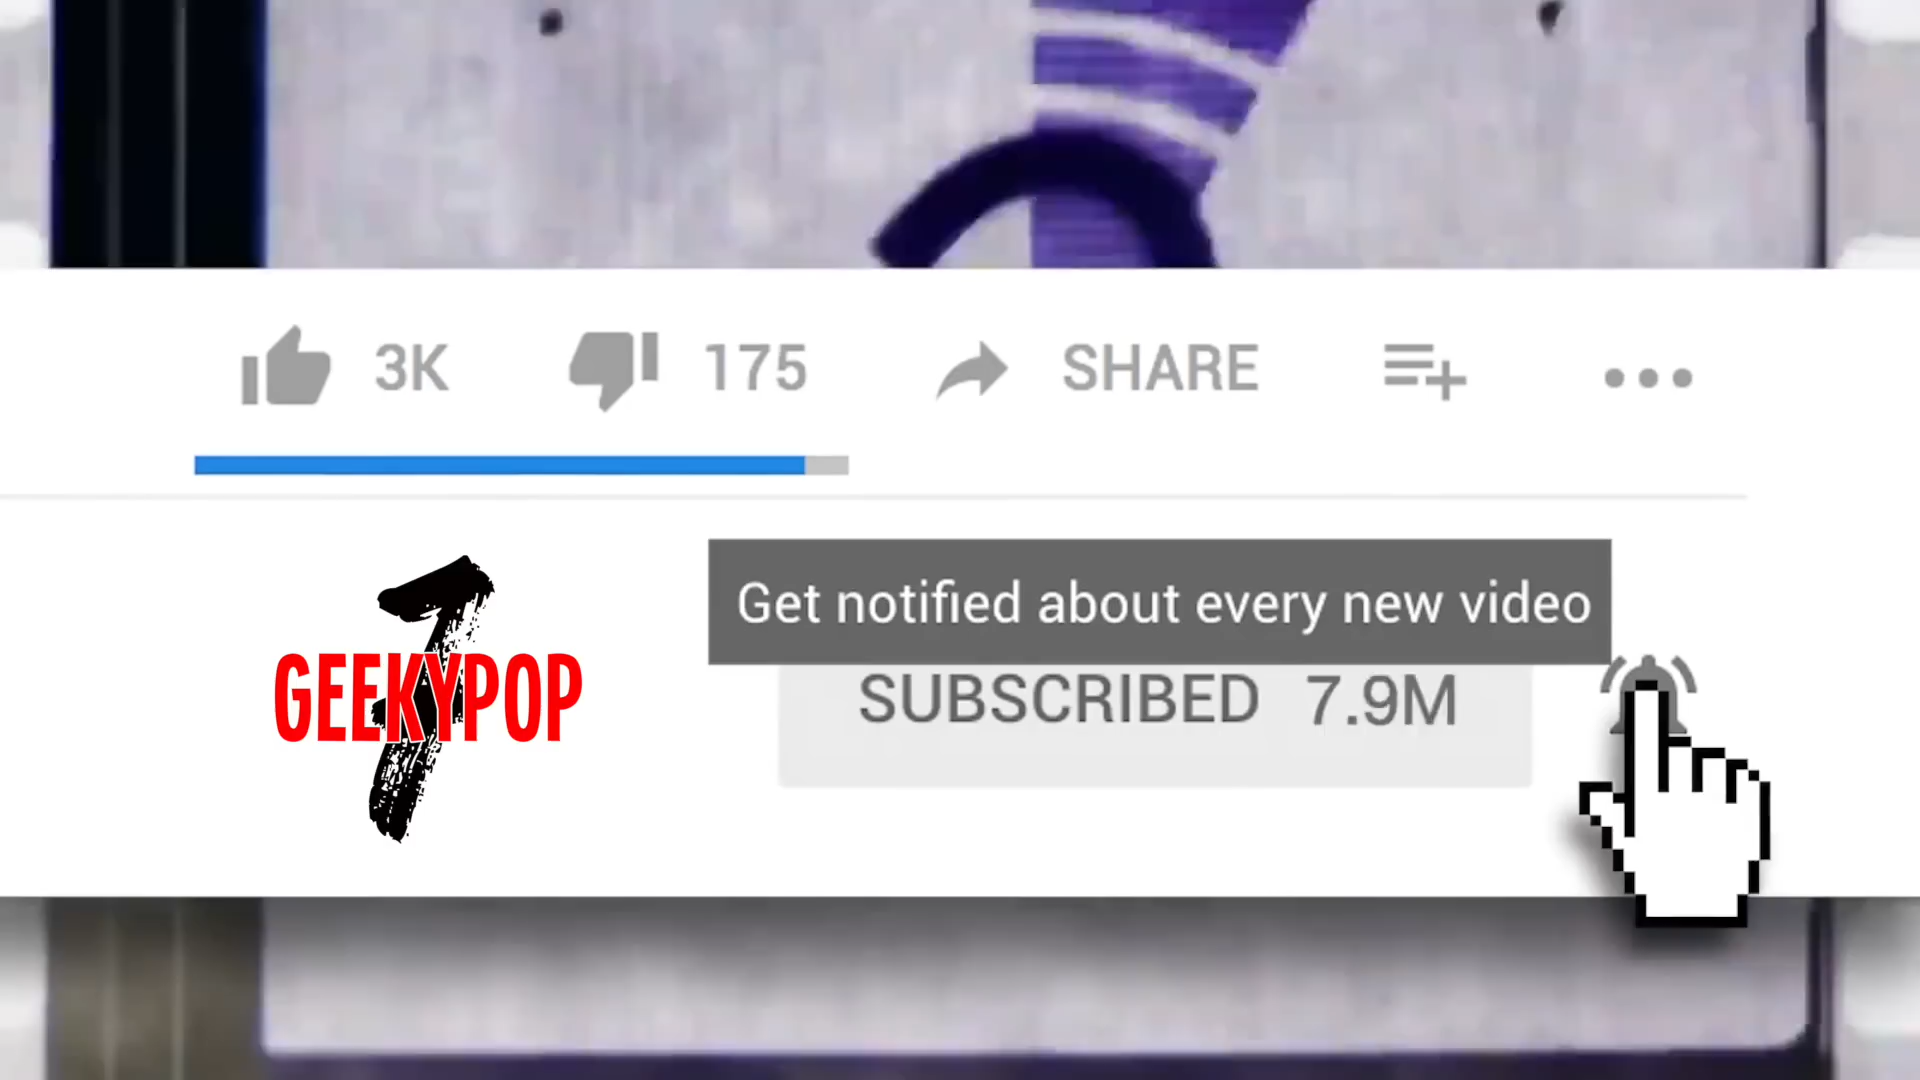 3K 175 SHARE
Get notified about every new video
SUBSCRIBED 7.9M
GEEKYPOP